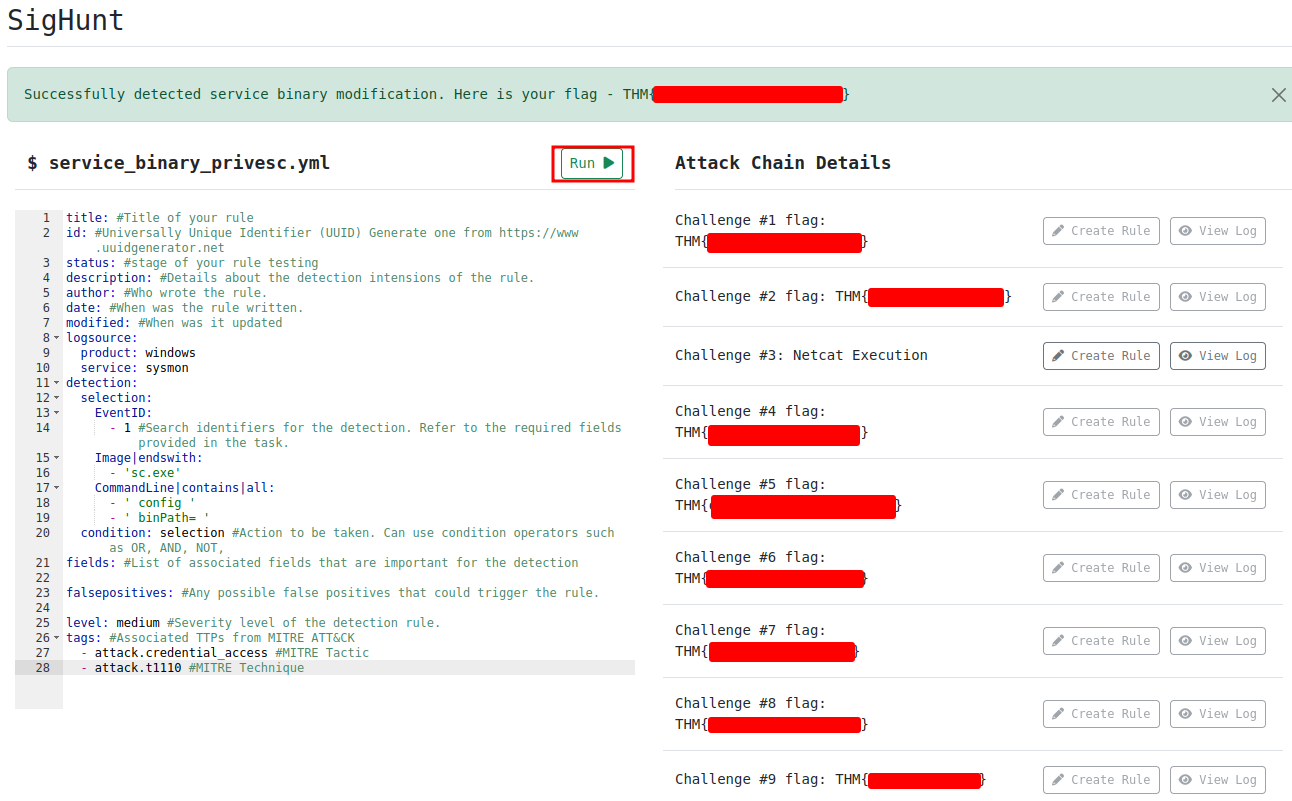 SigHunt
Successfully detected service binary modification. Here is your flag - THM{ }
$ service_binary_privesc.yml
Run
1 title: #Title of your rule
2 id: #Universally Unique Identifier (UUID) Generate one from https://www
.uuidgenerator.net
3 status: #stage of your rule testing
4 description: #Details about the detection intensions of the rule.
5 author: #Who wrote the rule.
6 date: #When was the rule written.
7 modified: #When was it updated
8 logsource:
9 product: windows
10 service: sysmon
11 detection:
12 selection:
13 EventID:
14 - 1 #Search identifiers for the detection. Refer to the required fields
provided in the task.
15 Image|endswith:
16 - 'sc.exe'
17 CommandLine|contains|all:
18 - ' config '
19 - ' binPath= '
20 condition: selection #Action to be taken. Can use condition operators such
as OR, AND, NOT,
21 fields: #List of associated fields that are important for the detection
22
23 falsepositives: #Any possible false positives that could trigger the rule.
24
25 level: medium #Severity level of the detection rule.
26 tags: #Associated TTPs from MITRE ATT&CK
27 - attack.credential_access #MITRE Tactic
28 - attack.t1110 #MITRE Technique
Attack Chain Details
Challenge #1 flag:
THM{ }
Create Rule View Log
Challenge #2 flag: THM{ }
Create Rule View Log
Challenge #3: Netcat Execution
Create Rule View Log
Challenge #4 flag:
THM{ }
Create Rule View Log
Challenge #5 flag:
THM{ }
Create Rule View Log
Challenge #6 flag:
THM{ }
Create Rule View Log
Challenge #7 flag:
THM{ }
Create Rule View Log
Challenge #8 flag:
THM{ }
Create Rule View Log
Challenge #9 flag: THM{ }
Create Rule View Log